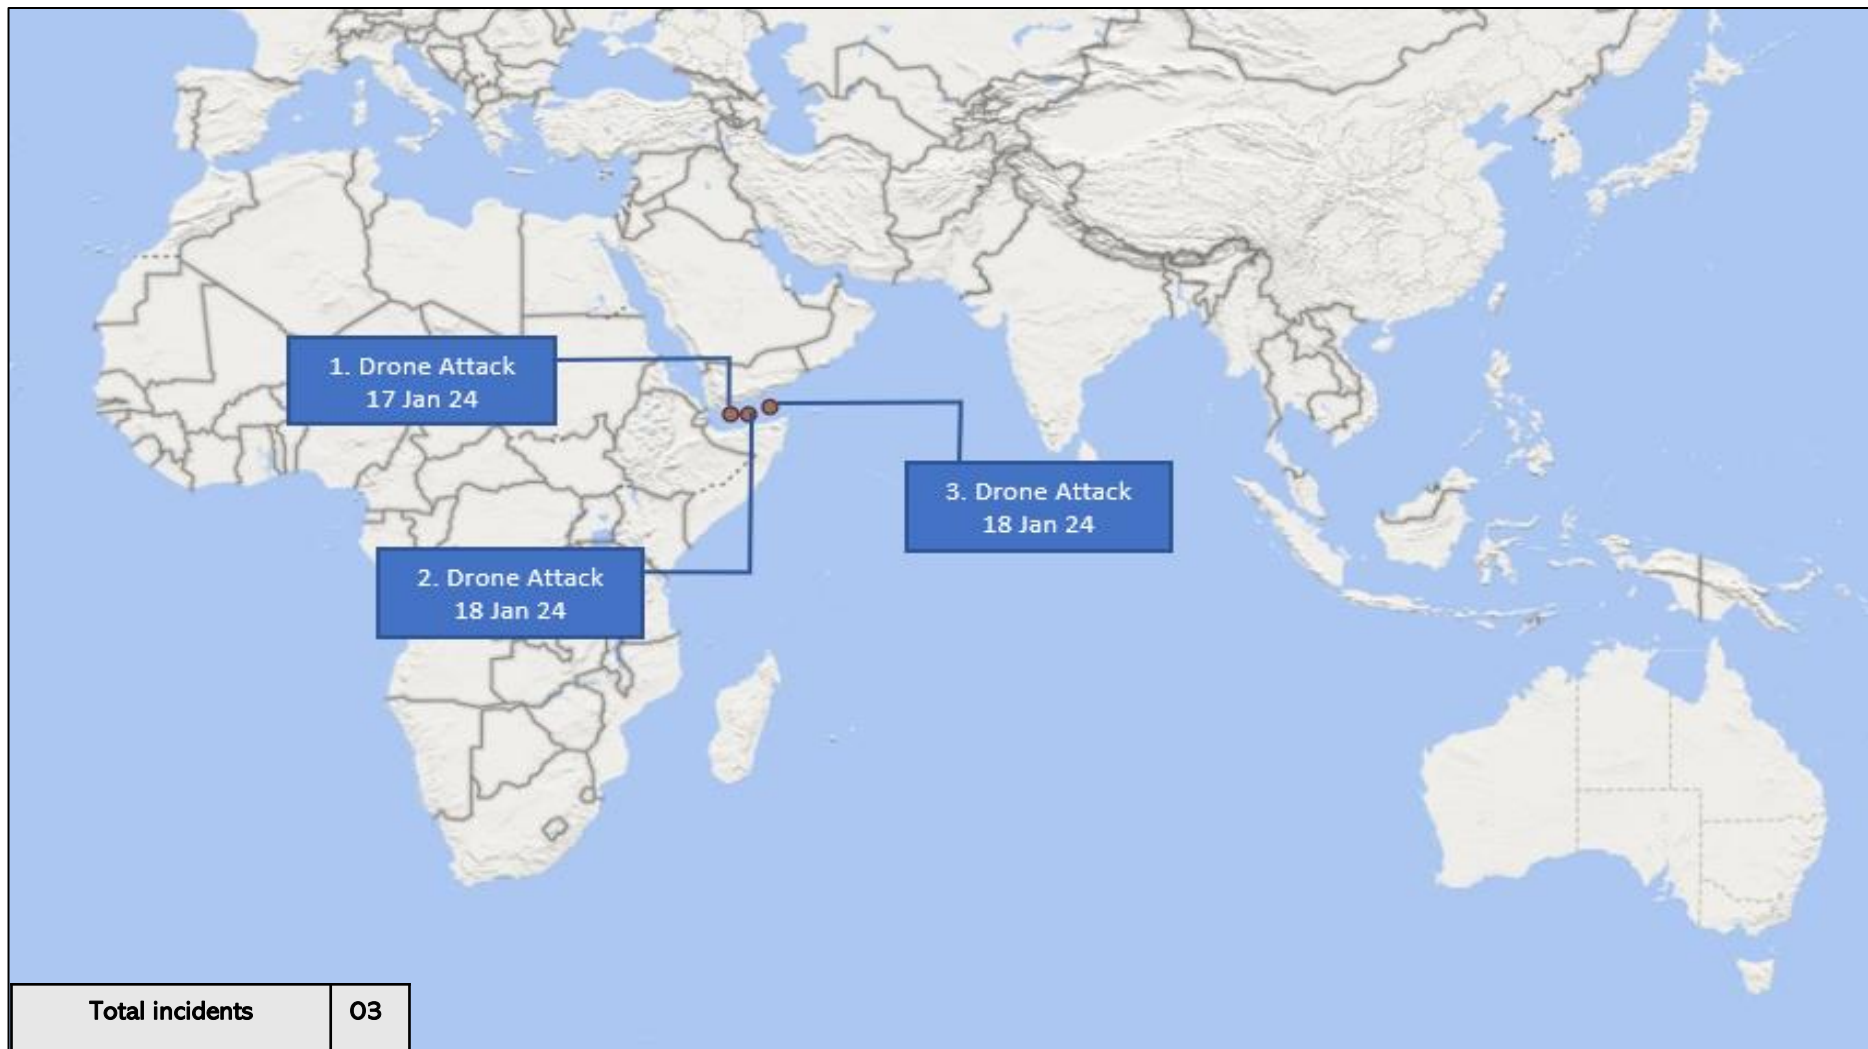 1. Drone Attack
17 Jan 24
3. Drone Attack
18 Jan 24
2. Drone Attack
18 Jan 24
Total incidents 03